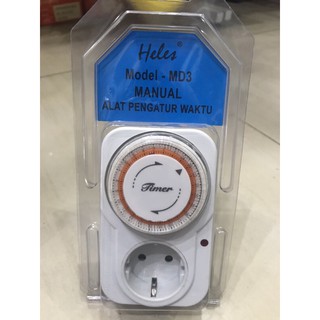 Heles
Model - MD3
MANUAL
ALAT PENGATUR WAKTU
Timer